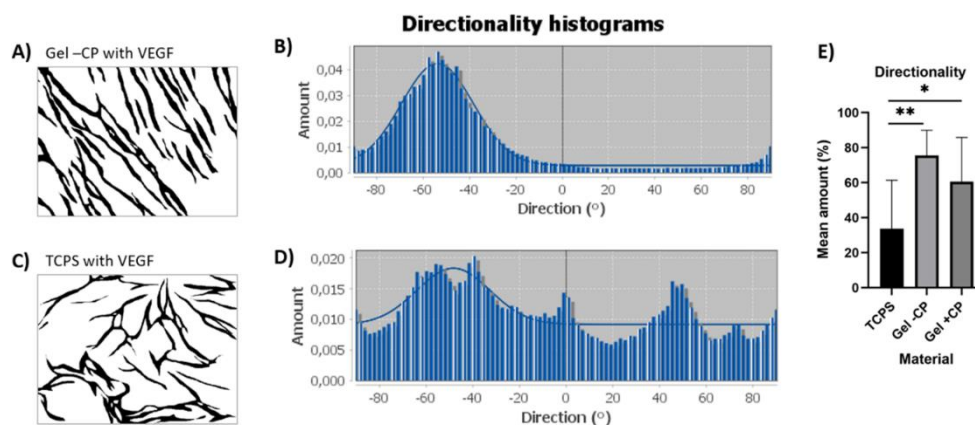 Directionality histograms
A) Gel –CP with VEGF
B)
Amount
0,04
0,03
0,02
0,01
0,00
-80 -60 -40 -20 0 20 40 60 80
Direction (º)
C) TCPS with VEGF
D)
Amount
0,020
0,015
0,010
0,005
0,000
-80 -60 -40 -20 0 20 40 60 80
Direction (º)
E)
Directionality
*
**
Mean amount (%)
100
80
60
40
20
0
TCPS
Gel -CP
Gel +CP
Material